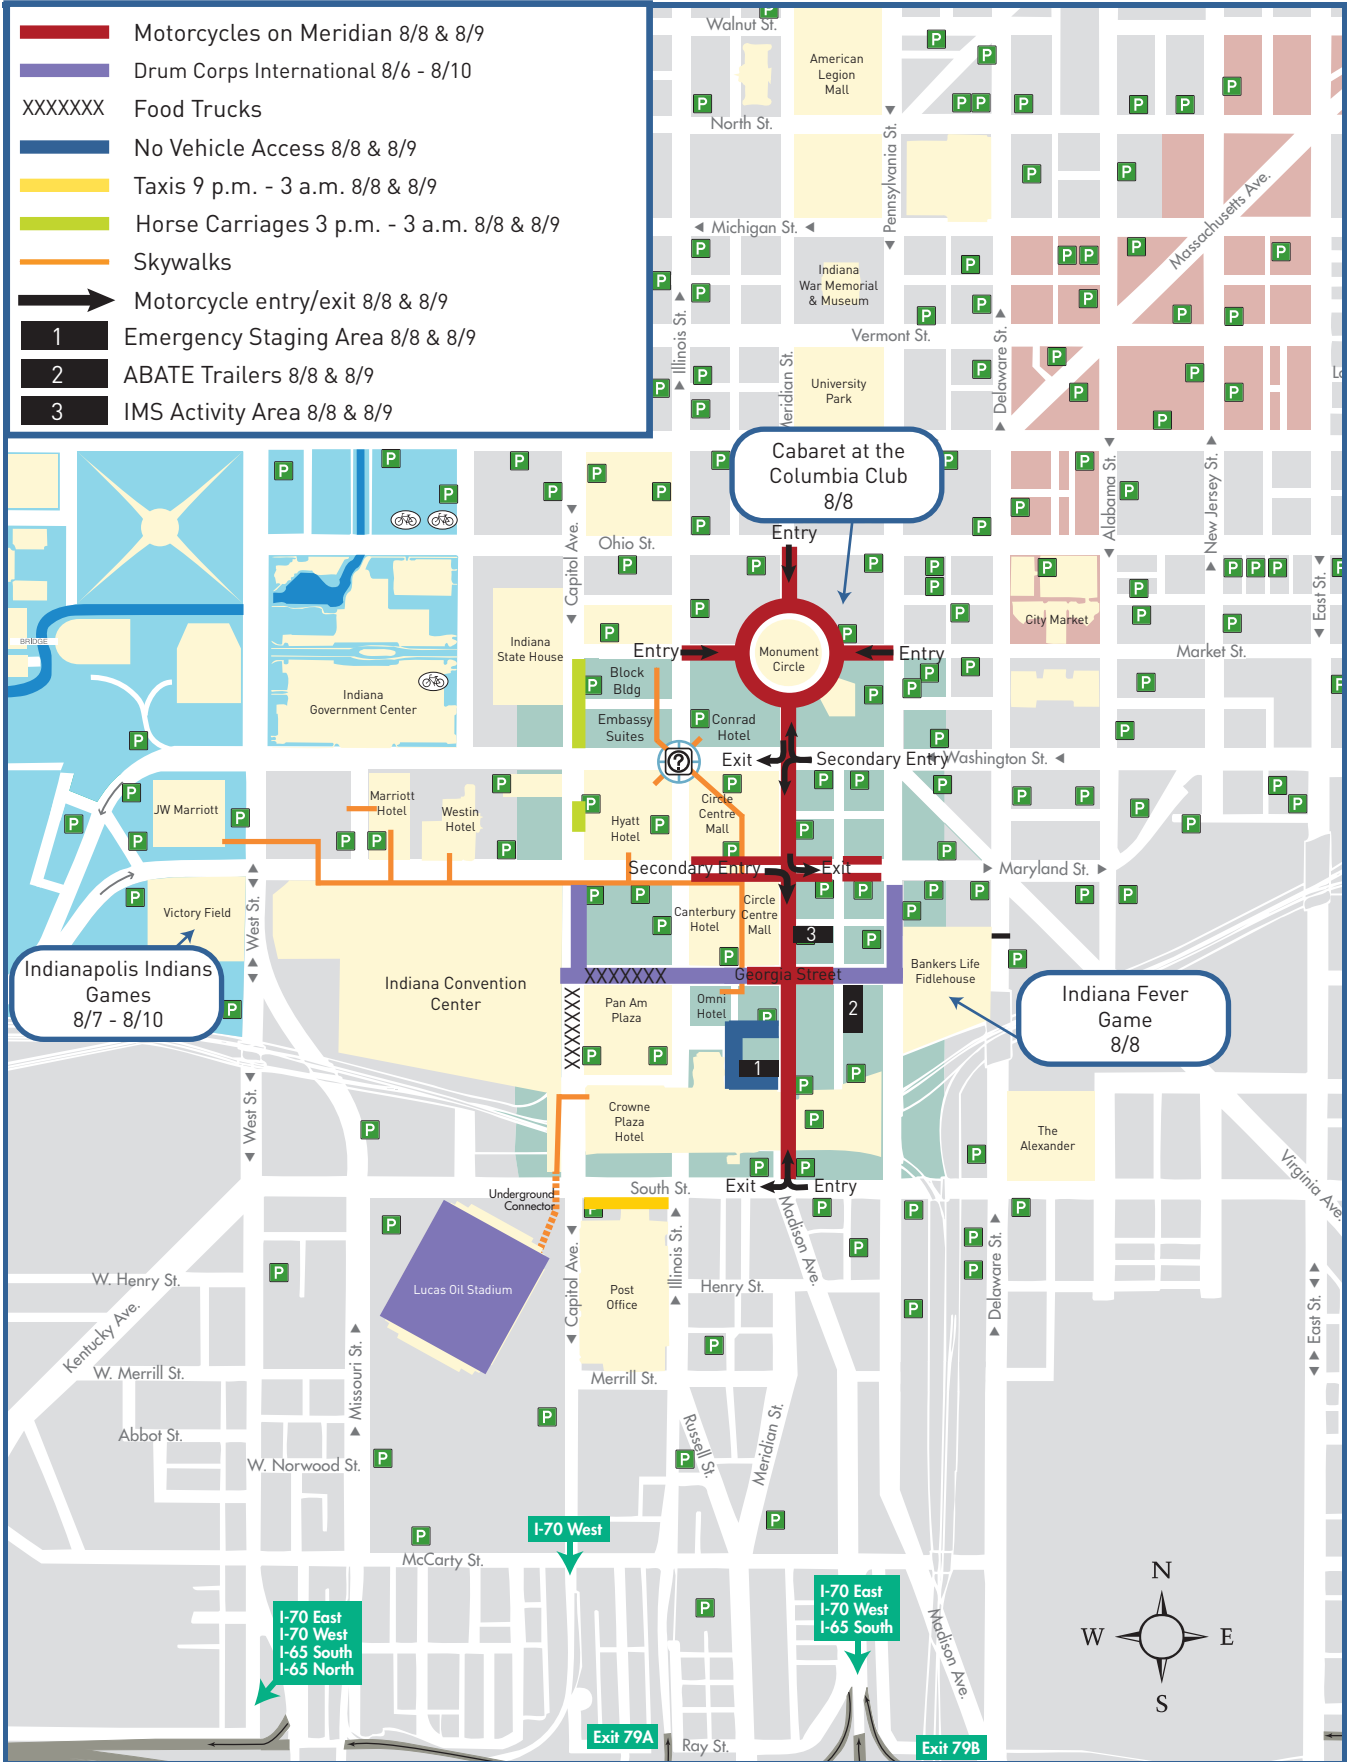 Motorcycles on Meridian 8/8 & 8/9
Drum Corps International 8/6 - 8/10
XXXXXXX Food Trucks
No Vehicle Access 8/8 & 8/9
Taxis 9 p.m. - 3 a.m. 8/8 & 8/9
Horse Carriages 3 p.m. - 3 a.m. 8/8 & 8/9
Skywalks
Motorcycle entry/exit 8/8 & 8/9
1 Emergency Staging Area 8/8 & 8/9
2 ABATE Trailers 8/8 & 8/9
3 IMS Activity Area 8/8 & 8/9
Walnut St.
American
Legion
Mall
North St.
Pennsylvania St.
Michigan St.
Massachusetts Ave.
Indiana
War Memorial
& Museum
Illinois St.
Vermont St.
Delaware St.
Meridian St.
University
Park
Cabaret at the
Columbia Club
8/8
Alabama St.
New Jersey St.
Capitol Ave.
Ohio St.
Entry
East St.
BRIDGE
Indiana
State House
City Market
Entry
Monument
Circle
Entry
Market St.
Block
Bldg
Indiana
Government Center
Embassy
Suites
Conrad
Hotel
?
Exit
Secondary Entry
Washington St.
JW Marriott
Marriott
Hotel
Westin
Hotel
Hyatt
Hotel
Circle
Centre
Mall
Secondary Entry
Exit
Maryland St.
Victory Field
West St.
Canterbury
Hotel
Circle
Centre
Mall
3
Indianapolis Indians
Games
8/7 - 8/10
Indiana Convention
Center
XXXXXXX
Georgia Street
Bankers Life
Fidlehouse
XXXXXXX
Pan Am
Plaza
Omni
Hotel
2
Indiana Fever
Game
8/8
1
West St.
Crowne
Plaza
Hotel
The
Alexander
Exit
Entry
South St.
Underground
Connector
Virginia Ave.
Madison Ave.
Lucas Oil Stadium
Capitol Ave.
Illinois St.
Post
Office
Delaware St.
W. Henry St.
Henry St.
East St.
Kentucky Ave.
Missouri St.
W. Merrill St.
Merrill St.
Abbot St.
W. Norwood St.
Russell St.
Meridian St.
I-70 West
McCarty St.
I-70 East
I-70 West
I-65 South
I-65 North
I-70 East
I-70 West
I-65 South
Madison Ave.
N
W E
S
Exit 79A
Ray St.
Exit 79B